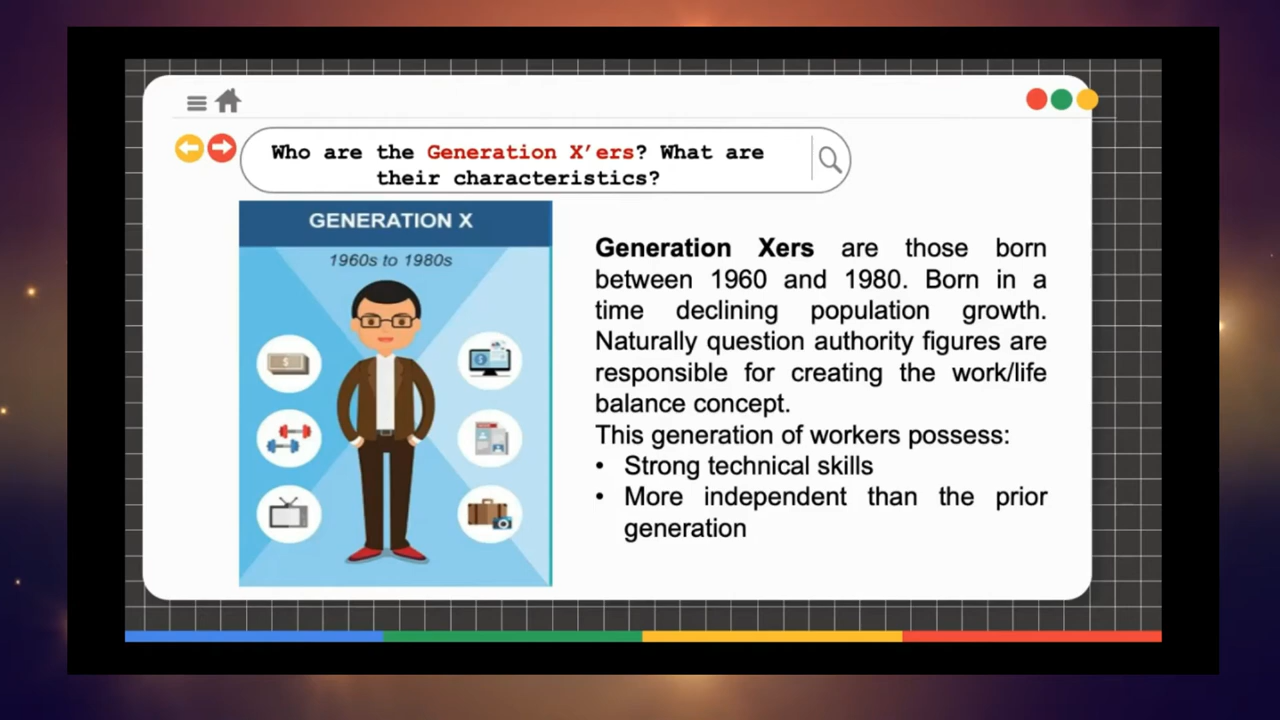 Who are the Generation X’ers? What are
their characteristics?
GENERATION X
1960s to 1980s
Generation Xers are those born
between 1960 and 1980. Born in a
time declining population growth.
Naturally question authority figures are
responsible for creating the work/life
balance concept.
This generation of workers possess:
• Strong technical skills
• More independent than the prior
generation